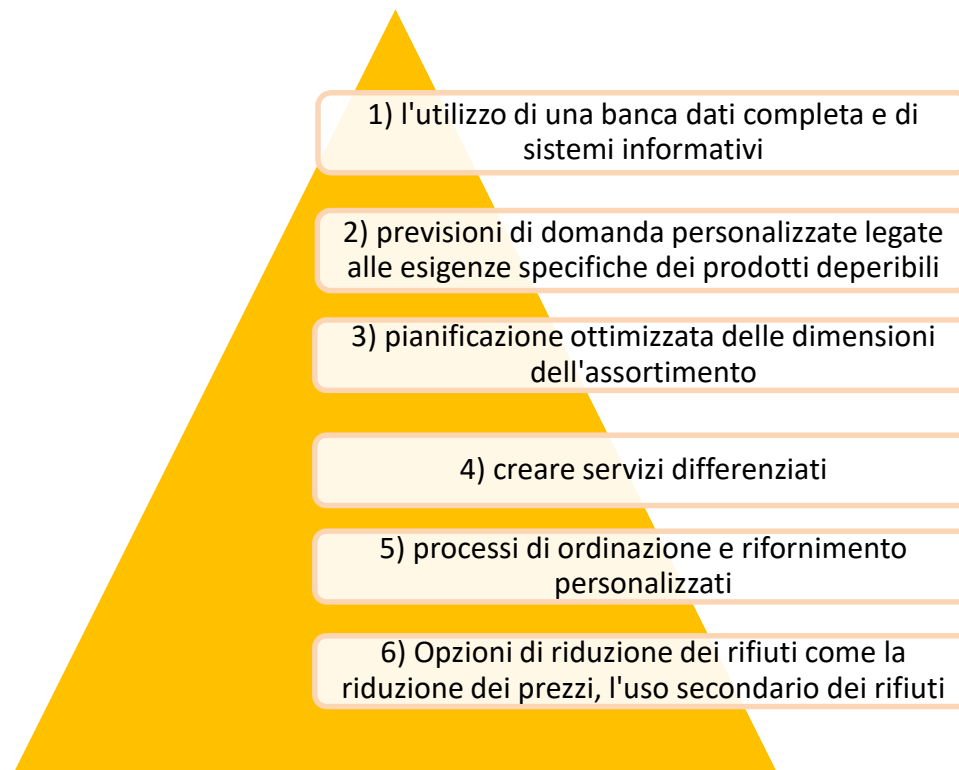 1) l'utilizzo di una banca dati completa e di
sistemi informativi
2) previsioni di domanda personalizzate legate
alle esigenze specifiche dei prodotti deperibili
3) pianificazione ottimizzata delle dimensioni
dell'assortimento
4) creare servizi differenziati
5) processi di ordinazione e rifornimento
personalizzati
6) Opzioni di riduzione dei rifiuti come la
riduzione dei prezzi, l'uso secondario dei rifiuti